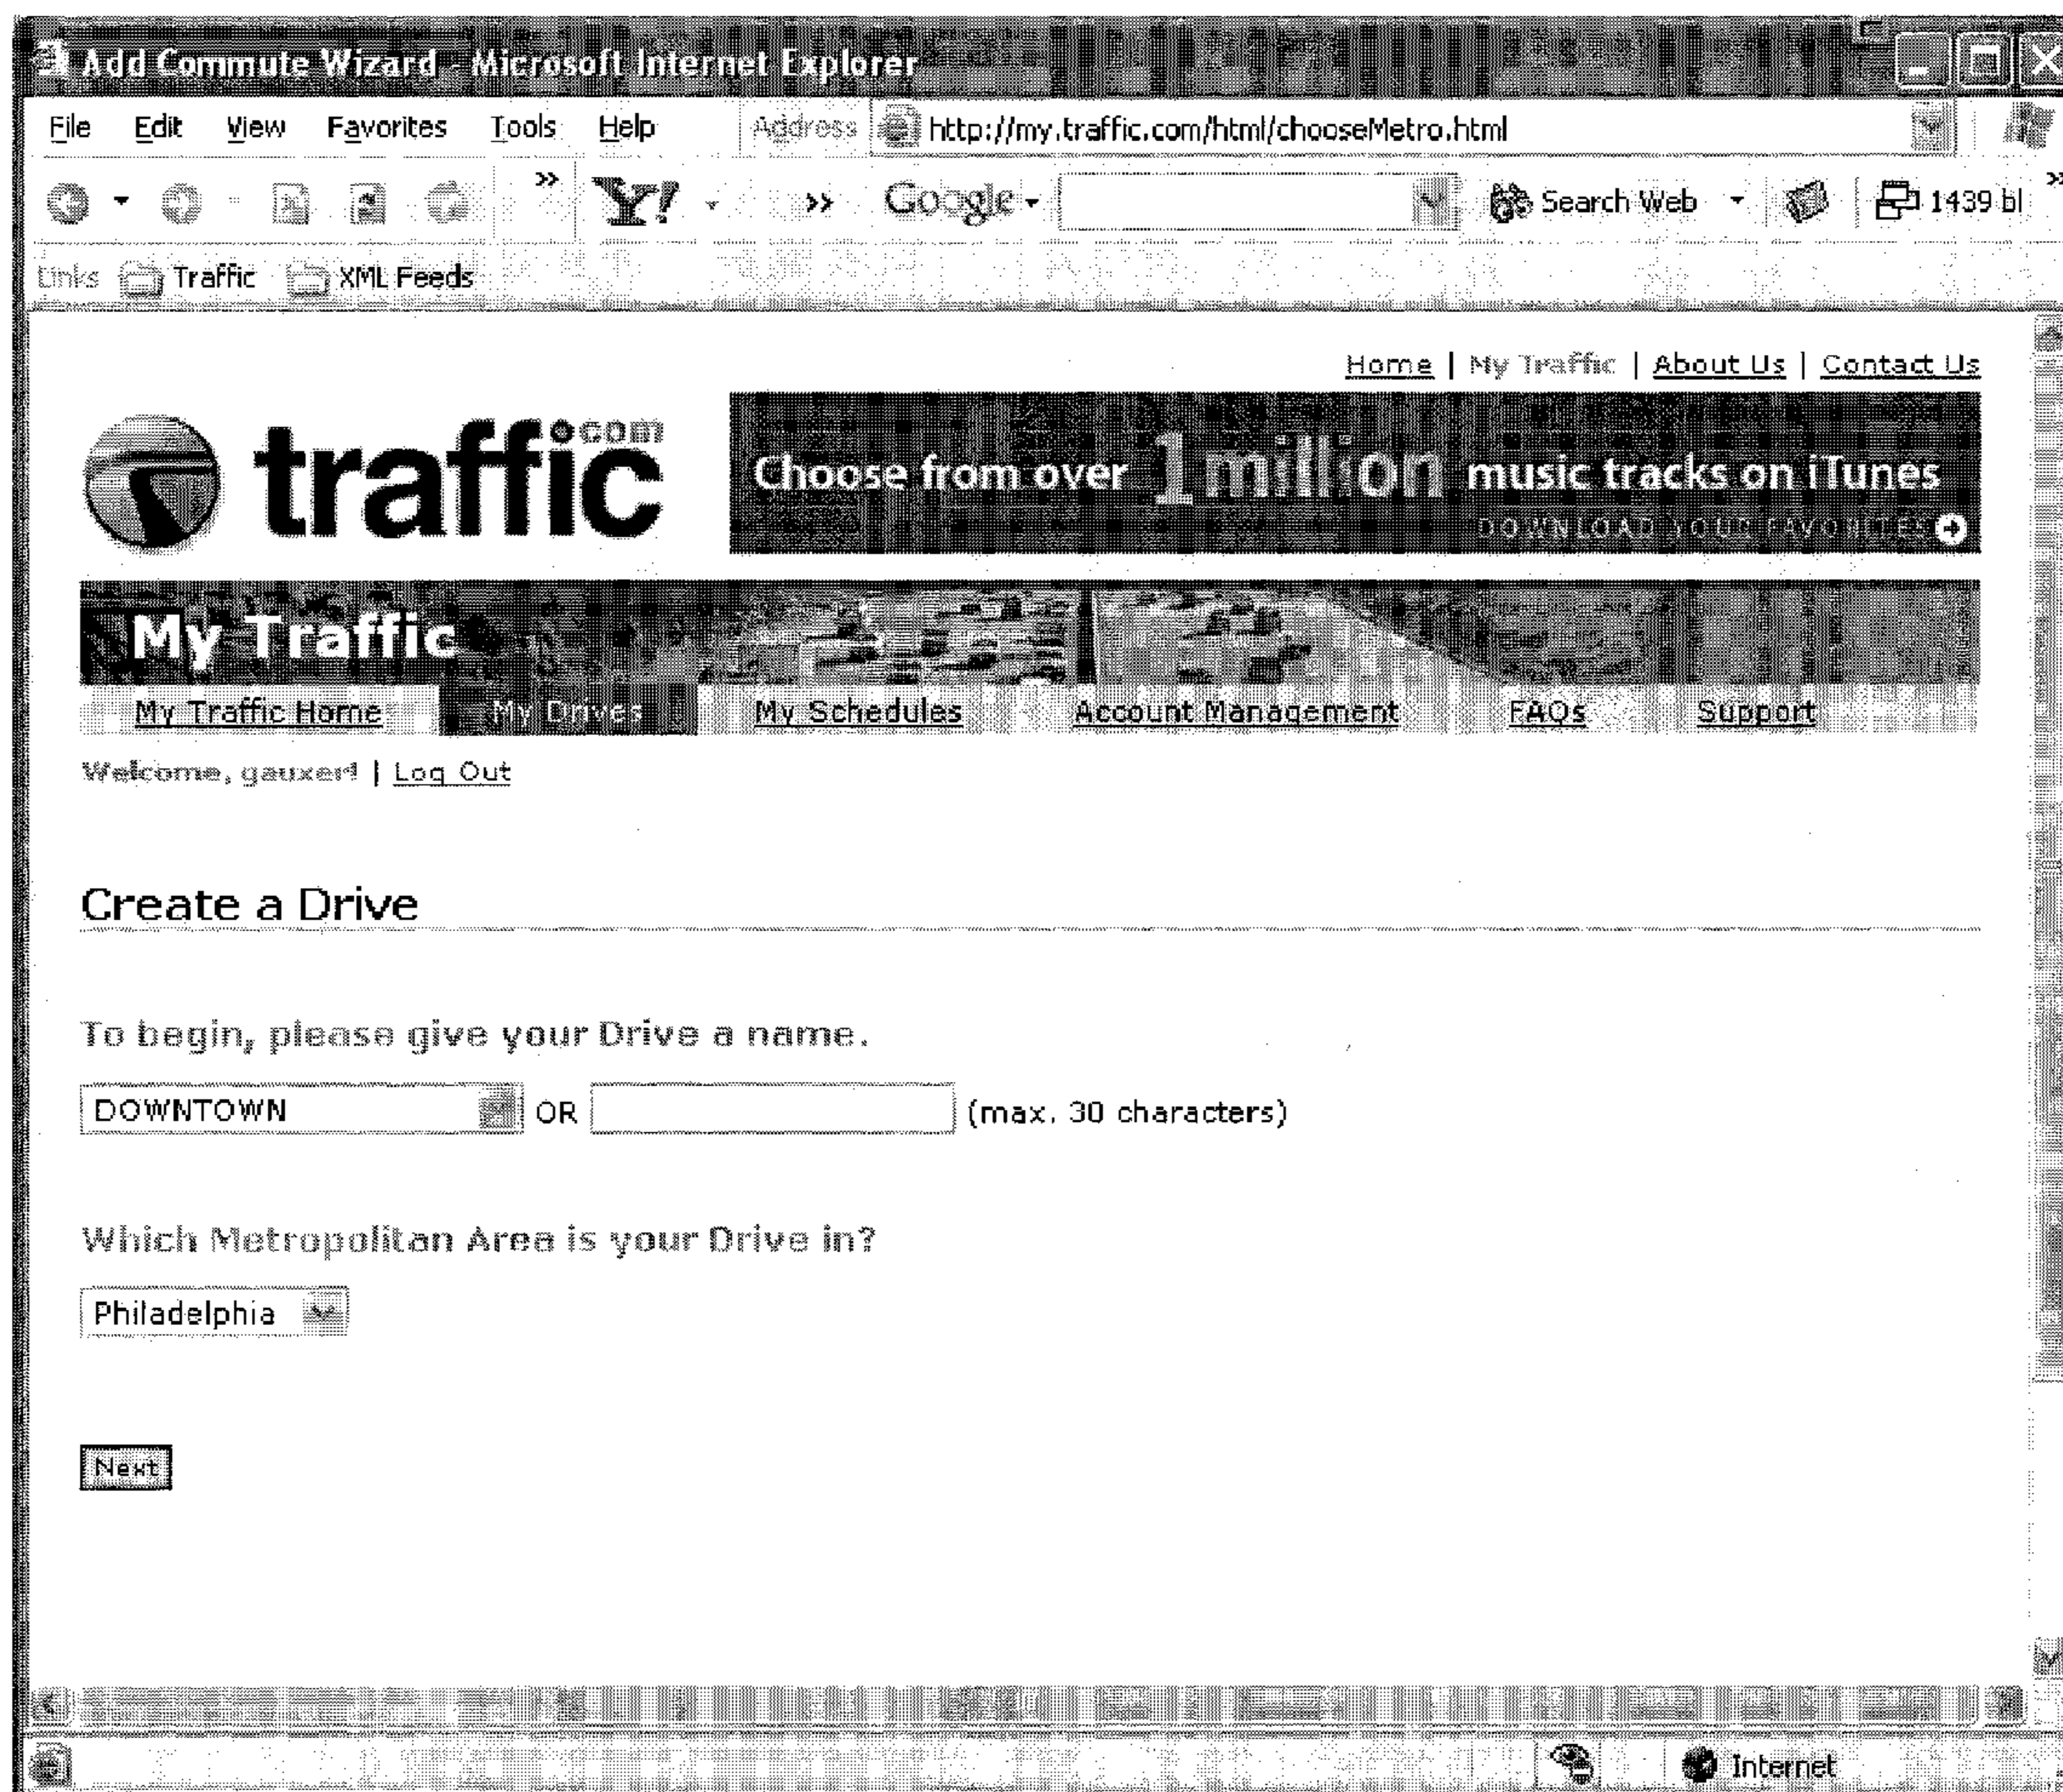 Add Commute Wizard - Microsoft Internet Explorer
File Edit View Favorites Tools Help Address http://my.traffic.com/html/chooseMetro.html
» Y! » Google Search Web 1439 bl »
Links Traffic XML Feeds
Home | My Traffic | About Us | Contact Us
traffic.com
Choose from over 1 million music tracks on iTunes
DOWNLOAD YOUR FAVORITES
My Traffic
My Traffic Home My Drives My Schedules Account Management FAQs Support
Welcome, gauxer! | Log Out
Create a Drive
To begin, please give your Drive a name.
DOWNTOWN OR (max. 30 characters)
Which Metropolitan Area is your Drive in?
Philadelphia
Next
Internet